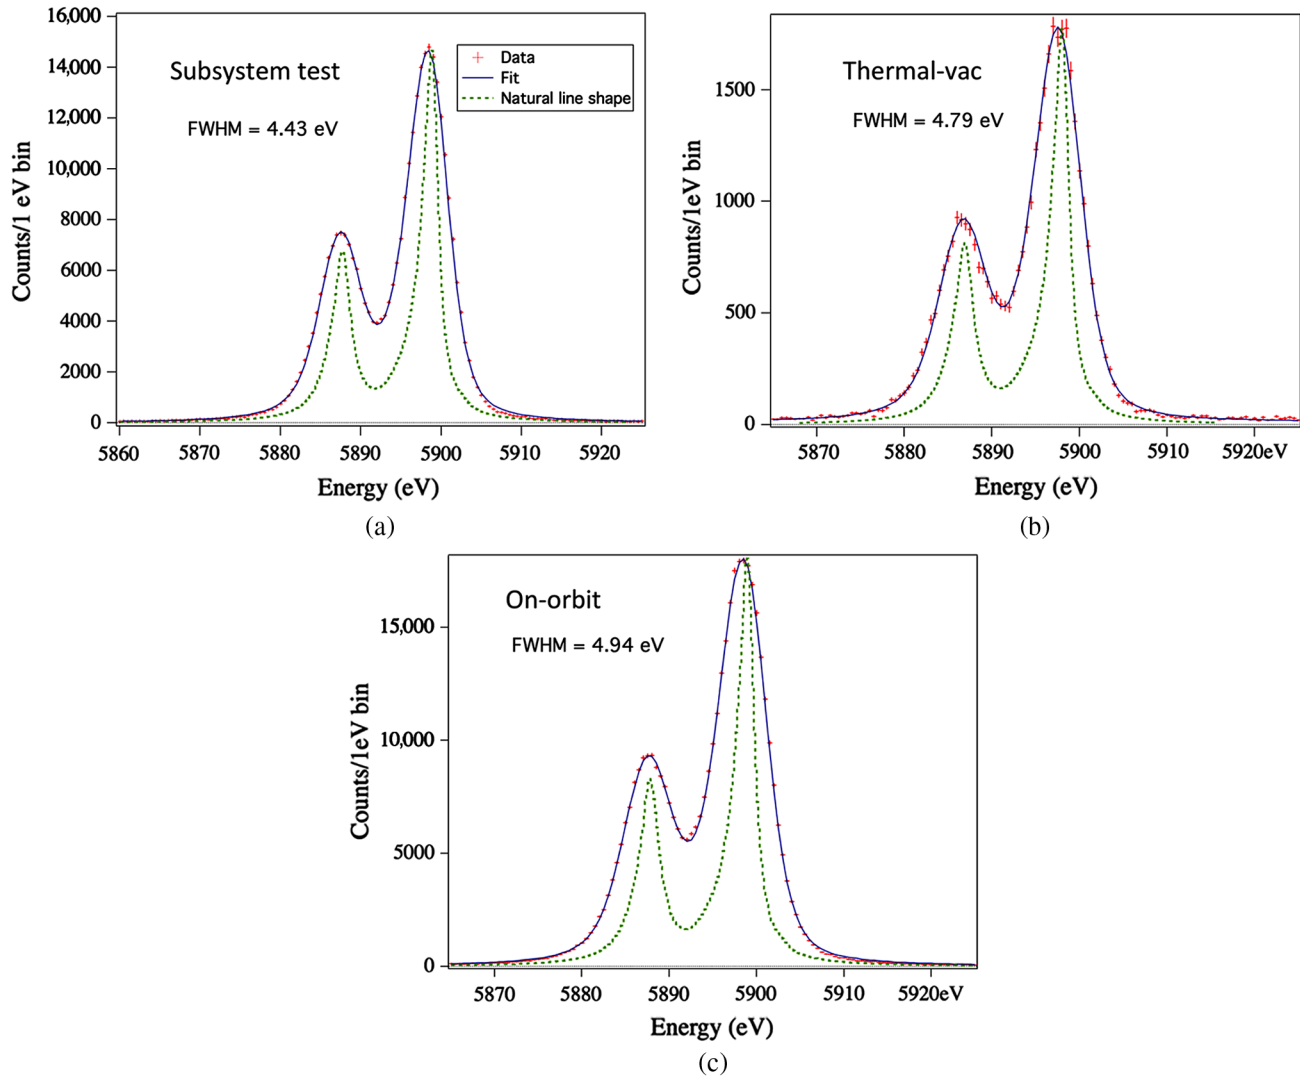 16,000
14,000
12,000
10,000
8000
6000
4000
2000
0
Counts/1 eV bin
Subsystem test
FWHM = 4.43 eV
Data
Fit
Natural line shape
5860 5870 5880 5890 5900 5910 5920
Energy (eV)
(a)
1500
1000
500
0
Counts/1eV bin
Thermal-vac
FWHM = 4.79 eV
5870 5880 5890 5900 5910 5920eV
Energy (eV)
(b)
15,000
10,000
5000
0
Counts/1eV bin
On-orbit
FWHM = 4.94 eV
5870 5880 5890 5900 5910 5920eV
Energy (eV)
(c)